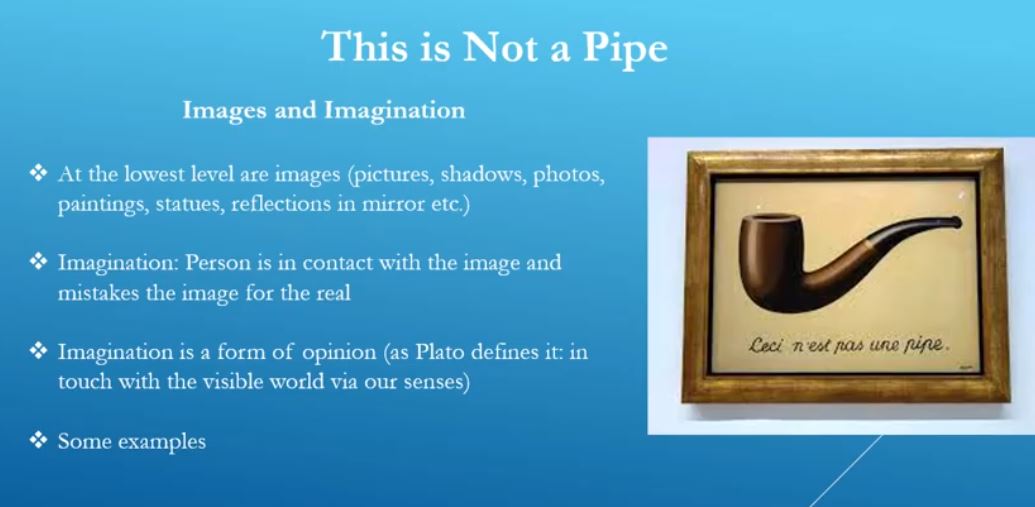 This is Not a Pipe
Images and Imagination
❖ At the lowest level are images (pictures, shadows, photos,
paintings, statues, reflections in mirror etc.)
❖ Imagination: Person is in contact with the image and
mistakes the image for the real
❖ Imagination is a form of opinion (as Plato defines it: in
touch with the visible world via our senses)
❖ Some examples
Ceci n'est pas une pipe.